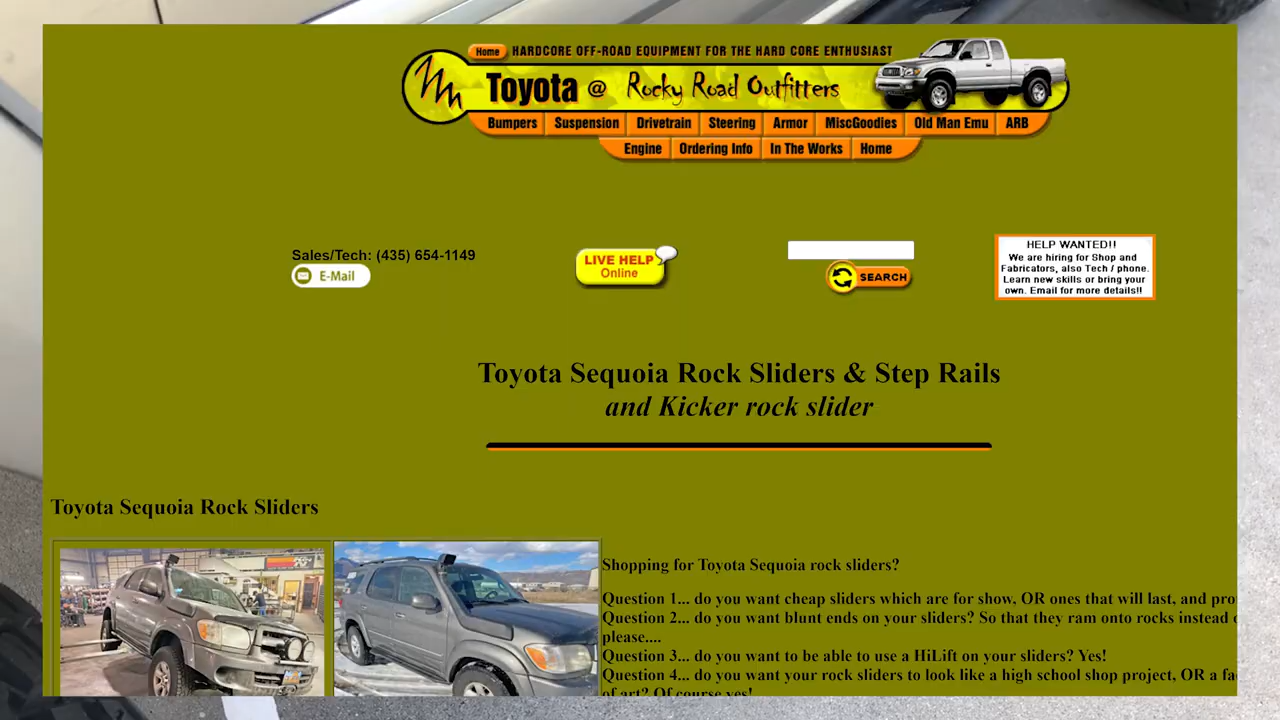 Home HARDCORE OFF-ROAD EQUIPMENT FOR THE HARD CORE ENTHUSIAST
Toyota @ Rocky Road Outfitters
Bumpers Suspension Drivetrain Steering Armor MiscGoodies Old Man Emu ARB
Engine Ordering Info In The Works Home
Sales/Tech: (435) 654-1149
E-Mail
LIVE HELP
Online
SEARCH
HELP WANTED!!
We are hiring for Shop and
Fabricators, also Tech / phone.
Learn new skills or bring your
own. Email for more details!!
Toyota Sequoia Rock Sliders & Step Rails
and Kicker rock slider
Toyota Sequoia Rock Sliders
Shopping for Toyota Sequoia rock sliders?
Question 1... do you want cheap sliders which are for show, OR ones that will last, and pro
Question 2... do you want blunt ends on your sliders? So that they ram onto rocks instead
please....
Question 3... do you want to be able to use a HiLift on your sliders? Yes!
Question 4... do you want your rock sliders to look like a high school shop project, OR a fa
of art? Of course yes!